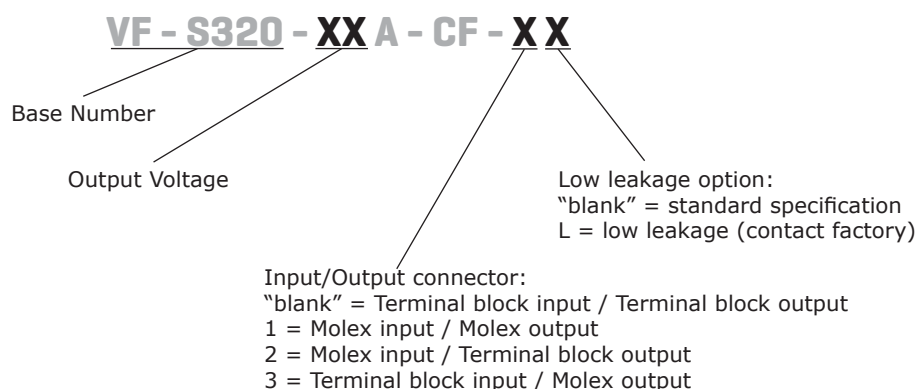 VF - S320 - XX A - CF - X X
Base Number
Output Voltage
Low leakage option:
“blank” = standard specification
L = low leakage (contact factory)
Input/Output connector:
“blank” = Terminal block input / Terminal block output
1 = Molex input / Molex output
2 = Molex input / Terminal block output
3 = Terminal block input / Molex output